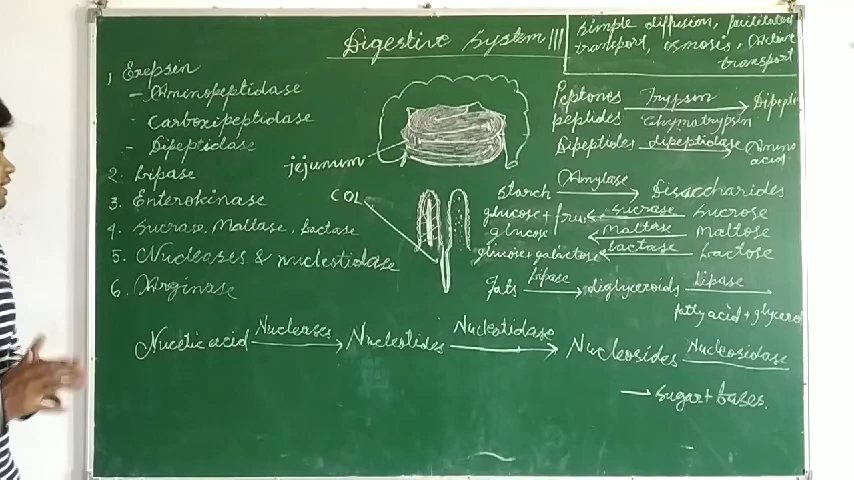 Digestive System III
Simple diffusion, facilitated
transport, osmosis, Active
transport
1, Erepsin
- Aminopeptidase
- Carboxipeptidase
- Dipeptidase
2. Lipase
3. Enterokinase
4. Sucrase, Maltase, Lactase
5. Nucleases & nucleotidase
6. Arginase
jejunum
COL
Peptones Trypsin Dipepti
peptides Chymotrypsin
Dipeptides dipeptidase Amino
acid
Starch Amylase Disaccharides
glucose + fruc sucrase Sucrose
glucose maltase Maltose
glucose+galactose lactase Lactose
Fats Lipase diglyceroids Lipase
fatty acid + glycerol
Nucleic acid Nucleases Nucleotides Nucleotidase Nucleosides Nucleosidase
Sugar + bases.